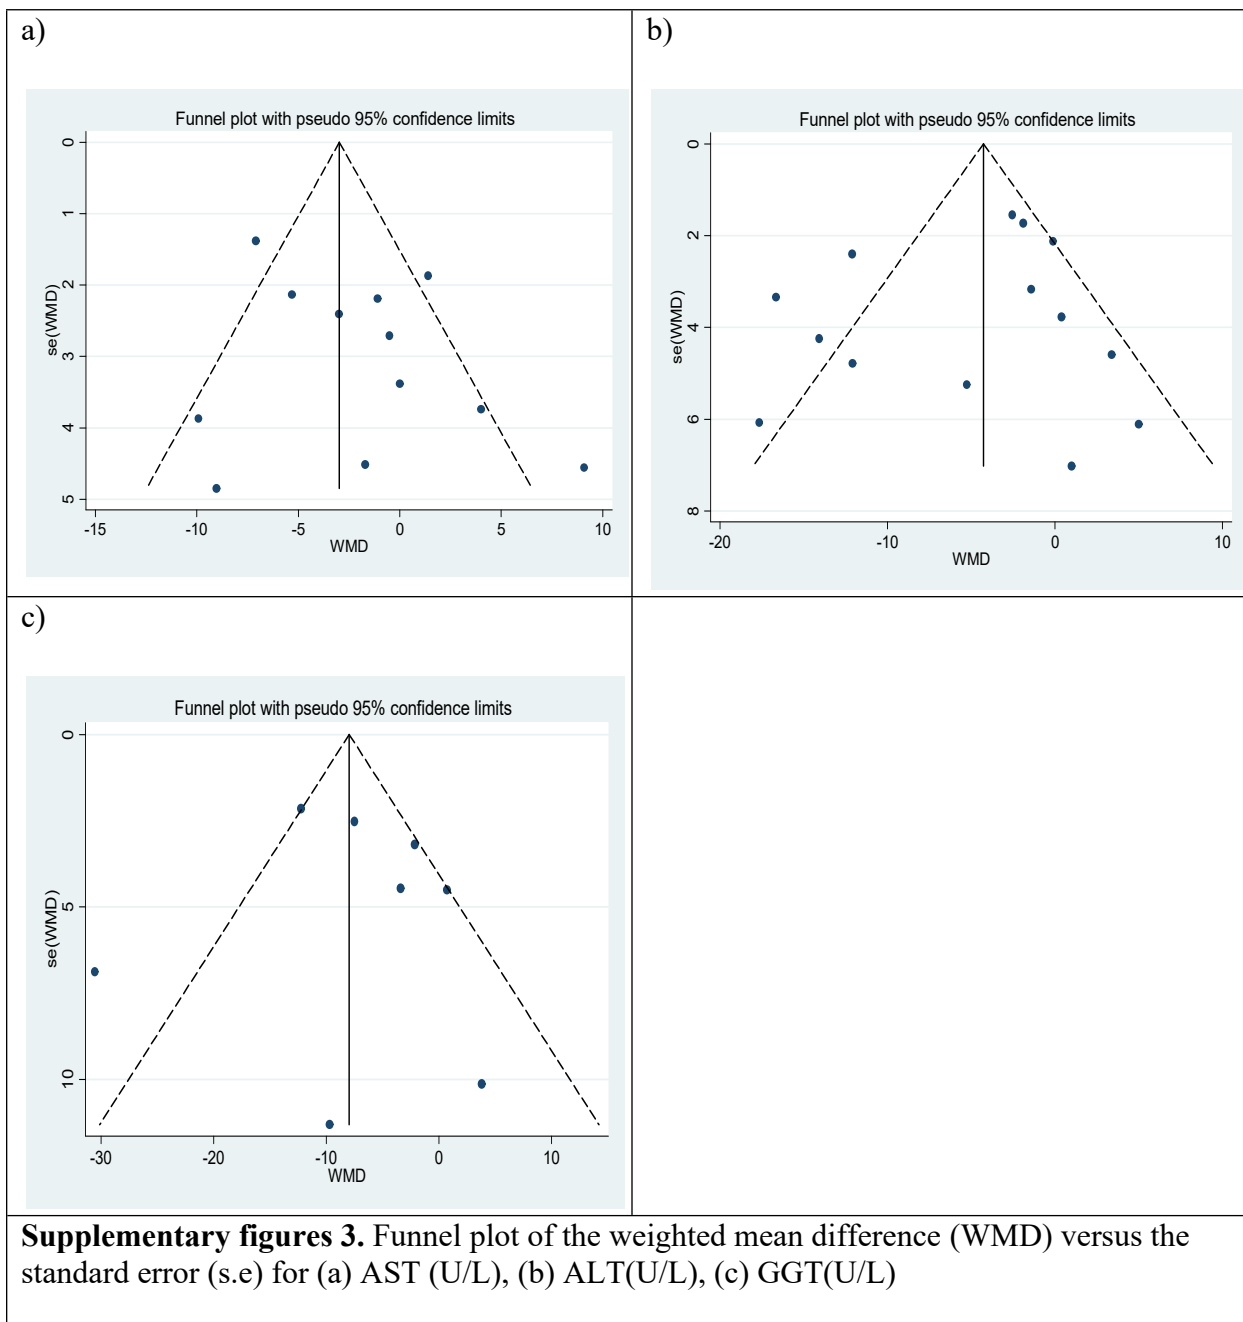 a)
Funnel plot with pseudo 95% confidence limits
0
1
2
3
4
5
se(WMD)
-15
-10
-5
0
5
10
WMD
b)
Funnel plot with pseudo 95% confidence limits
0
2
4
6
8
se(WMD)
-20
-10
0
10
WMD
c)
Funnel plot with pseudo 95% confidence limits
0
5
10
se(WMD)
-30
-20
-10
0
10
WMD
Supplementary figures 3. Funnel plot of the weighted mean difference (WMD) versus the
standard error (s.e) for (a) AST (U/L), (b) ALT(U/L), (c) GGT(U/L)